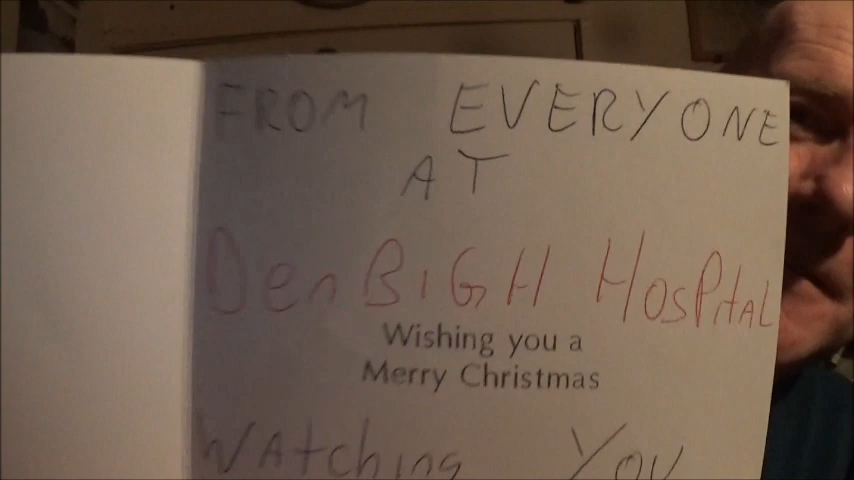 FROM EVERYONE
AT
DenBIGH HosPitAL
Wishing you a
Merry Christmas
WAtching You